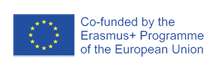 Co-funded by the
Erasmus+ Programme
of the European Union